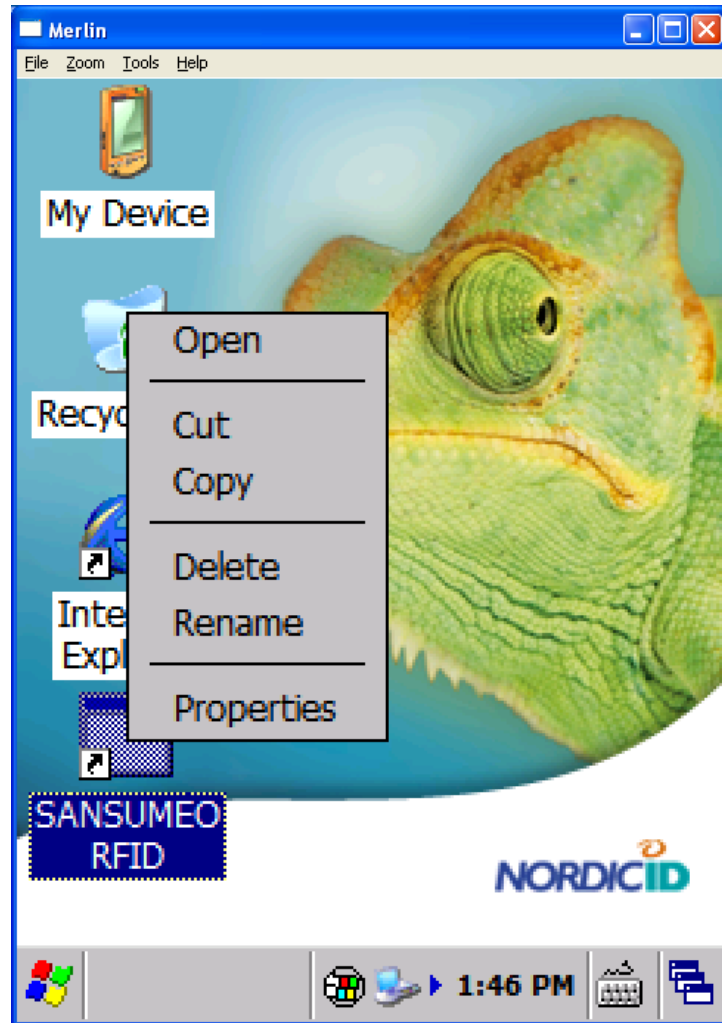 Merlin
File Zoom Tools Help
My Device
Open
Recyc
Cut
Copy
Delete
Inte
Rename
Expl
Properties
SANSUMEO
RFID
NORDICID
1:46 PM